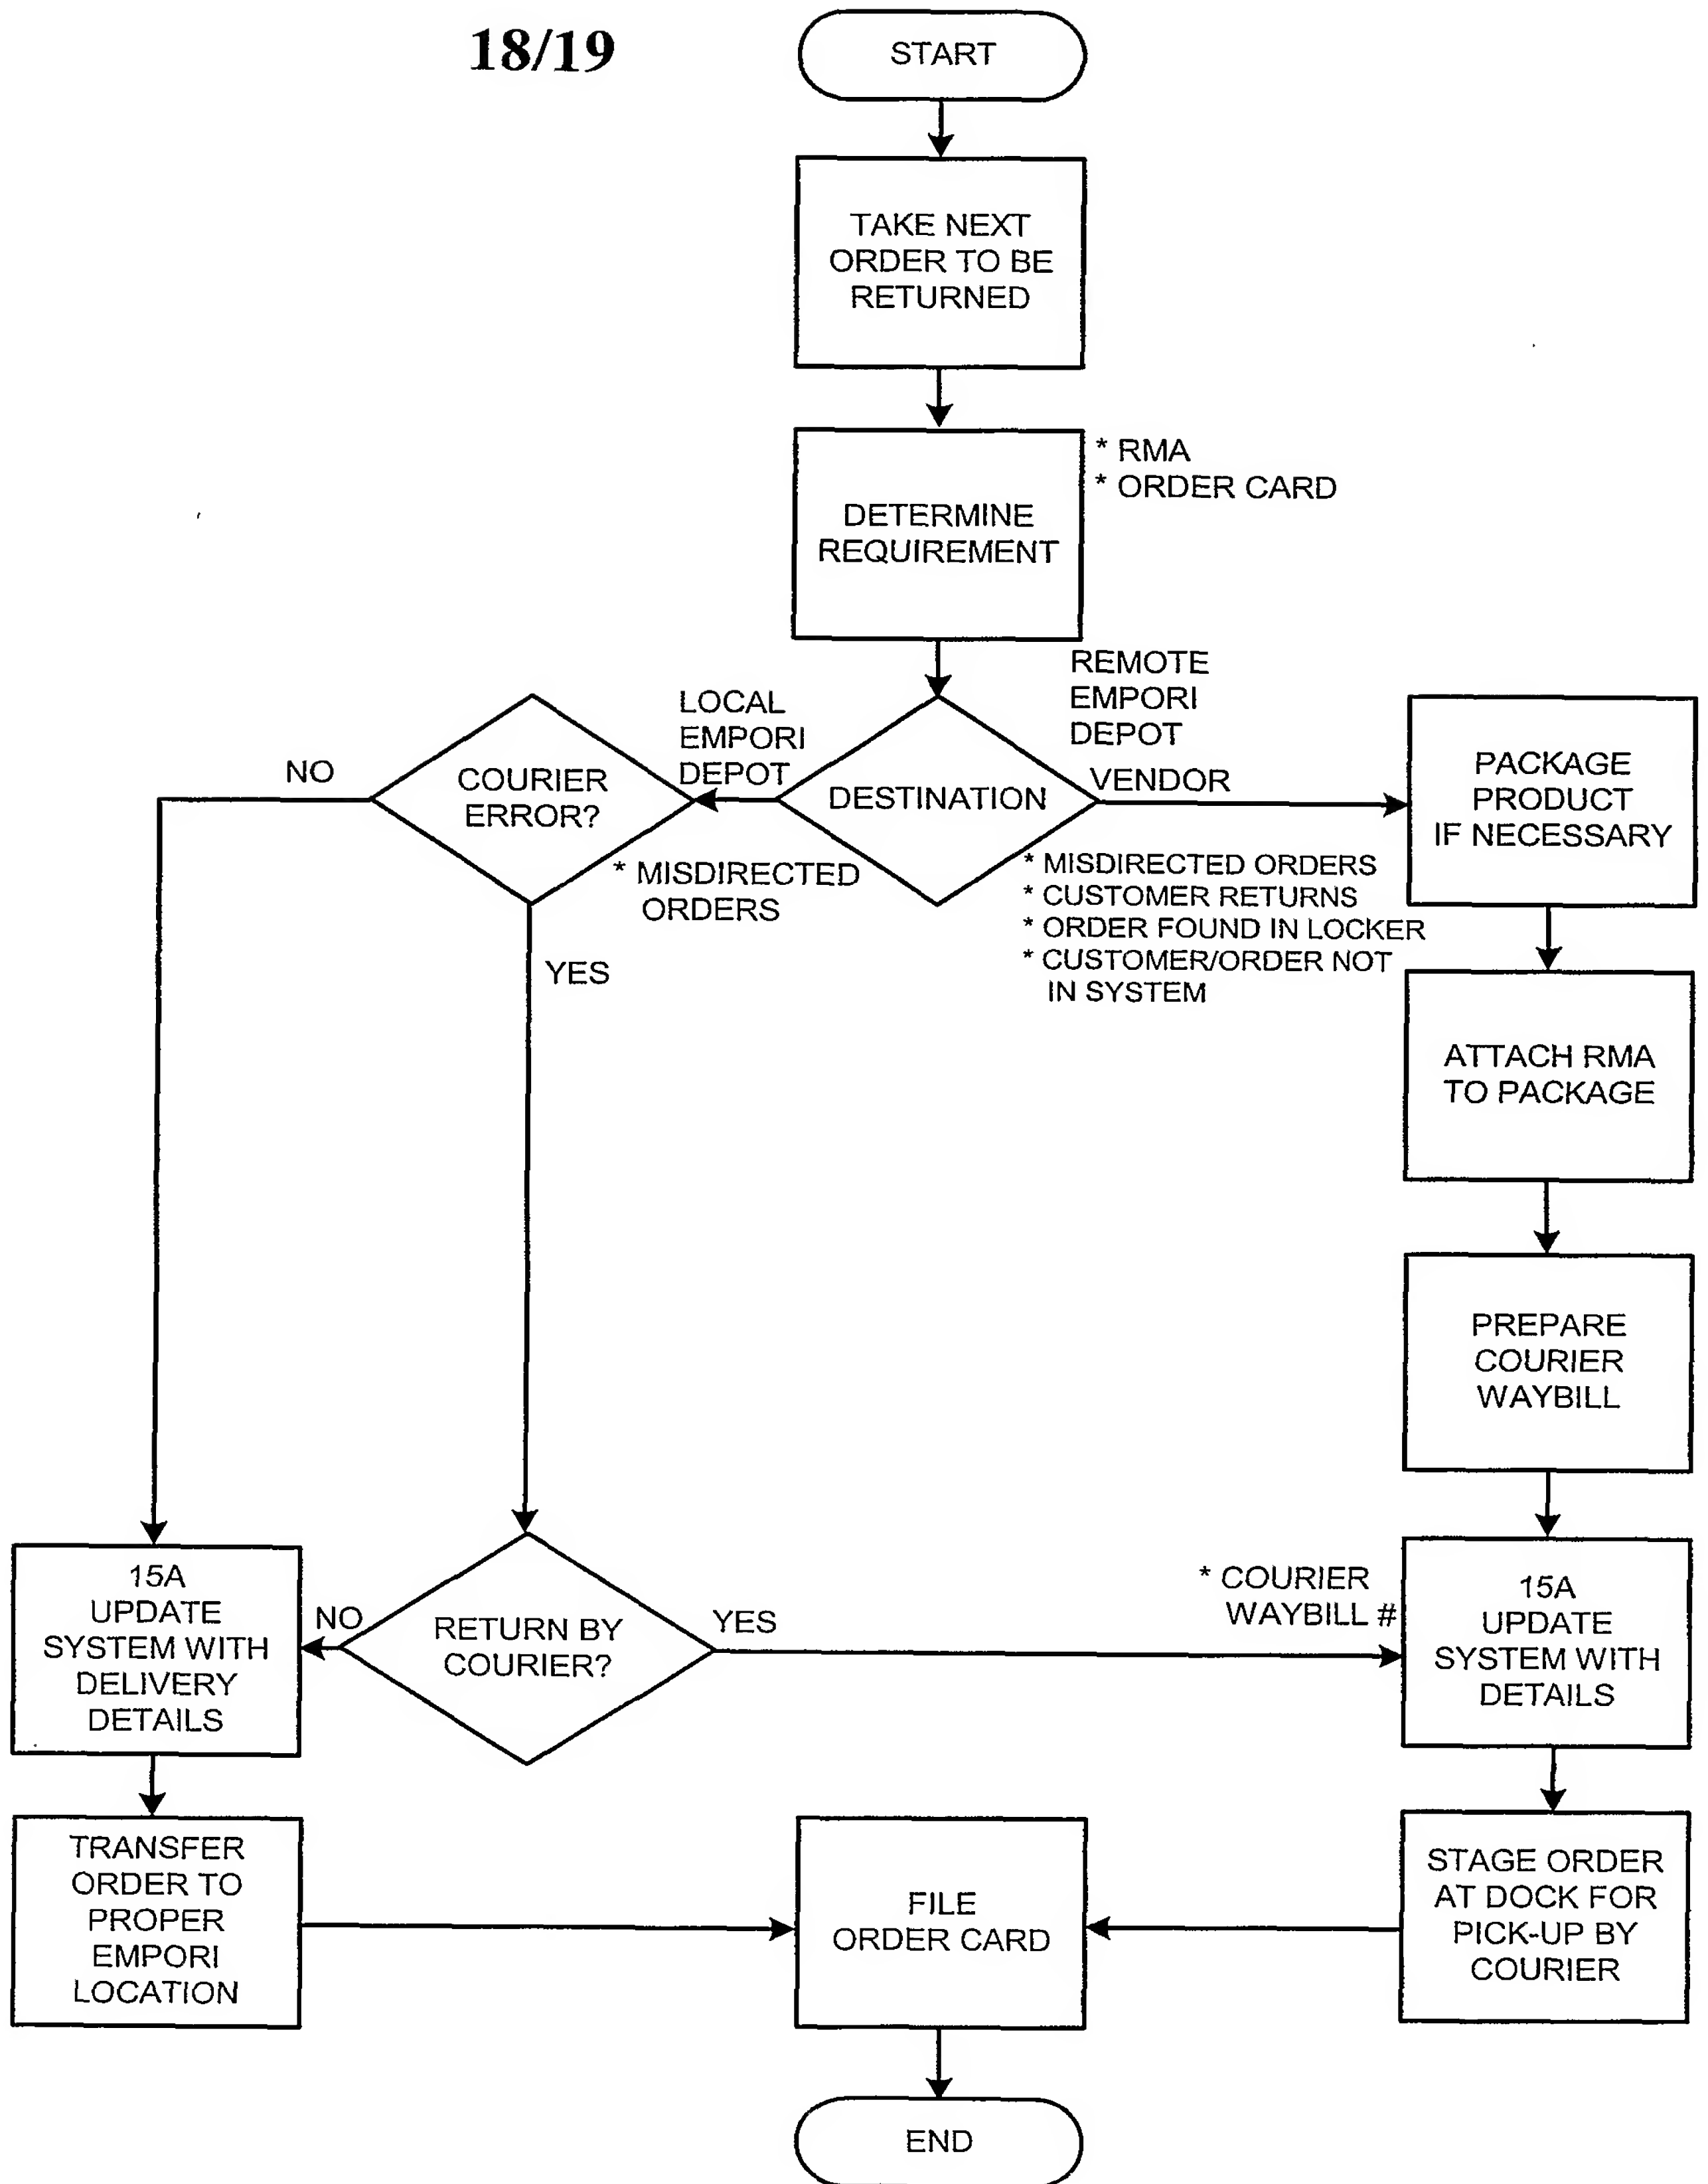 18/19
START
TAKE NEXT
ORDER TO BE
RETURNED
* RMA
* ORDER CARD
DETERMINE
REQUIREMENT
REMOTE
EMPORI
DEPOT
LOCAL
EMPORI
DEPOT
NO
COURIER
ERROR?
DESTINATION
VENDOR
PACKAGE
PRODUCT
IF NECESSARY
* MISDIRECTED
ORDERS
* MISDIRECTED ORDERS
* CUSTOMER RETURNS
* ORDER FOUND IN LOCKER
* CUSTOMER/ORDER NOT
IN SYSTEM
YES
ATTACH RMA
TO PACKAGE
PREPARE
COURIER
WAYBILL
15A
UPDATE
SYSTEM WITH
DELIVERY
DETAILS
NO
RETURN BY
COURIER?
YES
* COURIER
WAYBILL #
15A
UPDATE
SYSTEM WITH
DETAILS
TRANSFER
ORDER TO
PROPER
EMPORI
LOCATION
FILE
ORDER CARD
STAGE ORDER
AT DOCK FOR
PICK-UP BY
COURIER
END